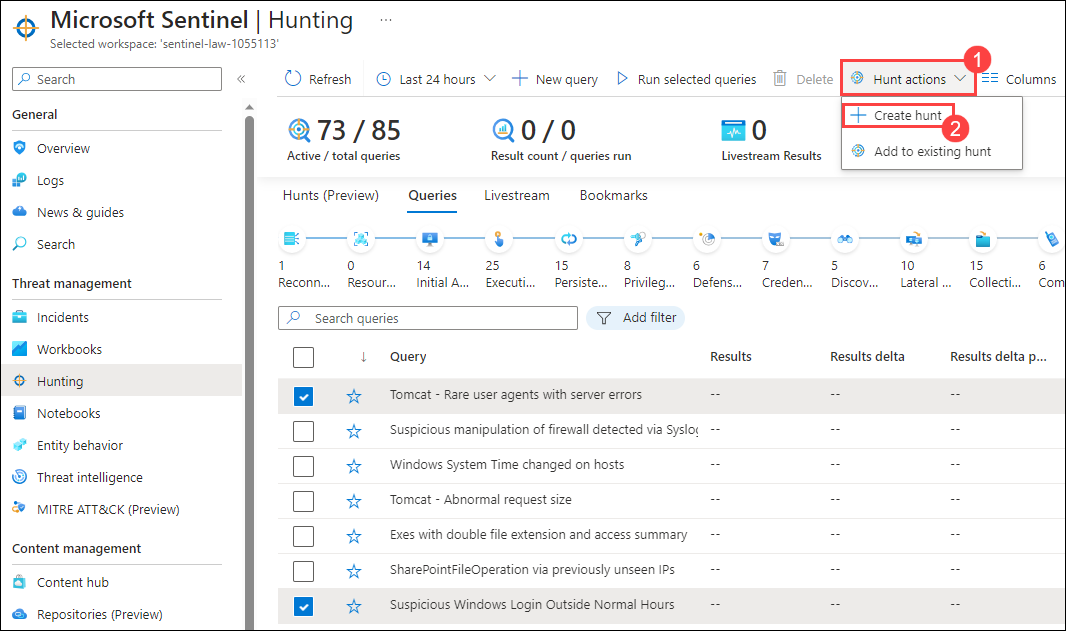 Microsoft Sentinel | Hunting ...
Selected workspace: 'sentinel-law-1055113'
Search «
Refresh Last 24 hours New query Run selected queries Delete Hunt actions 1 Columns
Create hunt 2
Add to existing hunt
73 / 85
Active / total queries
0 / 0
Result count / queries run
0
Livestream Results
General
Overview
Logs
News & guides
Search
Threat management
Incidents
Workbooks
Hunting
Notebooks
Entity behavior
Threat intelligence
MITRE ATT&CK (Preview)
Content management
Content hub
Repositories (Preview)
Hunts (Preview) Queries Livestream Bookmarks
1 0 14 25 15 8 6 7 5 10 15 6
Reconn... Resour... Initial A... Executi... Persiste... Privileg... Defens... Creden... Discov... Lateral ... Collecti... Com
Search queries Add filter
↓ Query Results Results delta Results delta p...
Tomcat - Rare user agents with server errors -- -- --
Suspicious manipulation of firewall detected via Syslog -- -- --
Windows System Time changed on hosts -- -- --
Tomcat - Abnormal request size -- -- --
Exes with double file extension and access summary -- -- --
SharePointFileOperation via previously unseen IPs -- -- --
Suspicious Windows Login Outside Normal Hours -- -- --